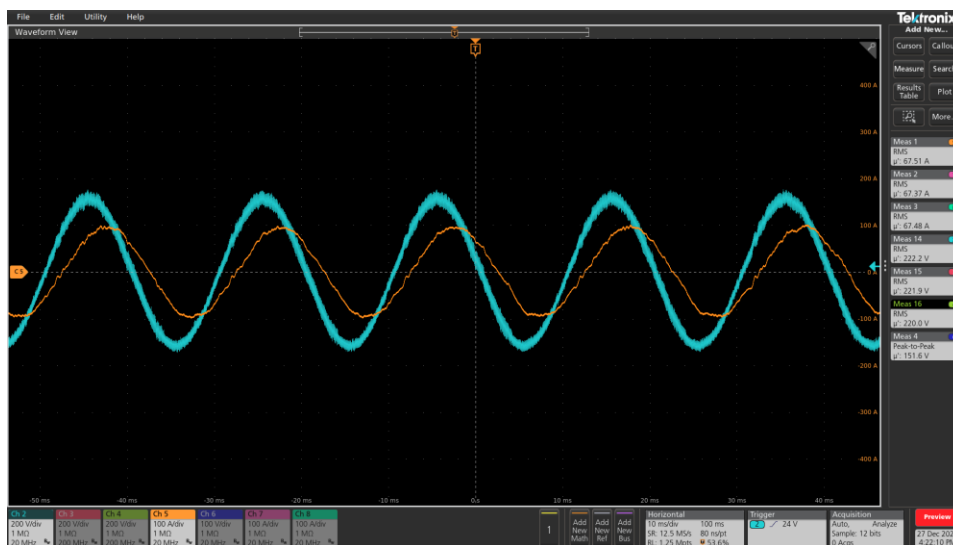 File Edit Utility Help
Tektronix
Waveform View
Add New...
T
T
Cursors Callou
Measure Search
Results Table Plot
More.
400 A
300 A
200 A
100 A
0 A
-100 A
-200 A
-300 A
-400 A
C 5
Meas 1
RMS
µ': 67.51 A
Meas 2
RMS
µ': 67.37 A
Meas 3
RMS
µ': 67.48 A
Meas 14
RMS
µ': 222.2 V
Meas 15
RMS
µ': 221.9 V
Meas 16
RMS
µ': 220.0 V
Meas 4
Peak-to-Peak
µ': 151.6 V
-50 ms -40 ms -30 ms -20 ms -10 ms 0 s 10 ms 20 ms 30 ms 40 ms
Ch 2
200 V/div
1 MΩ
20 MHz
Ch 3
200 V/div
1 MΩ
200 MHz
Ch 4
200 V/div
1 MΩ
20 MHz
Ch 5
100 A/div
1 MΩ
20 MHz
Ch 6
100 V/div
1 MΩ
20 MHz
Ch 7
100 A/div
1 MΩ
20 MHz
Ch 8
100 A/div
1 MΩ
20 MHz
1
Add New Math
Add New Ref
Add New Bus
Horizontal
10 ms/div 100 ms
SR: 12.5 MS/s 80 ns/pt
RL: 1.25 Mpts 53.6%
Trigger
2 24 V
Acquisition
Auto, Analyze
Sample: 12 bits
0 Acqs
Preview
27 Dec 202
4:22:10 PM